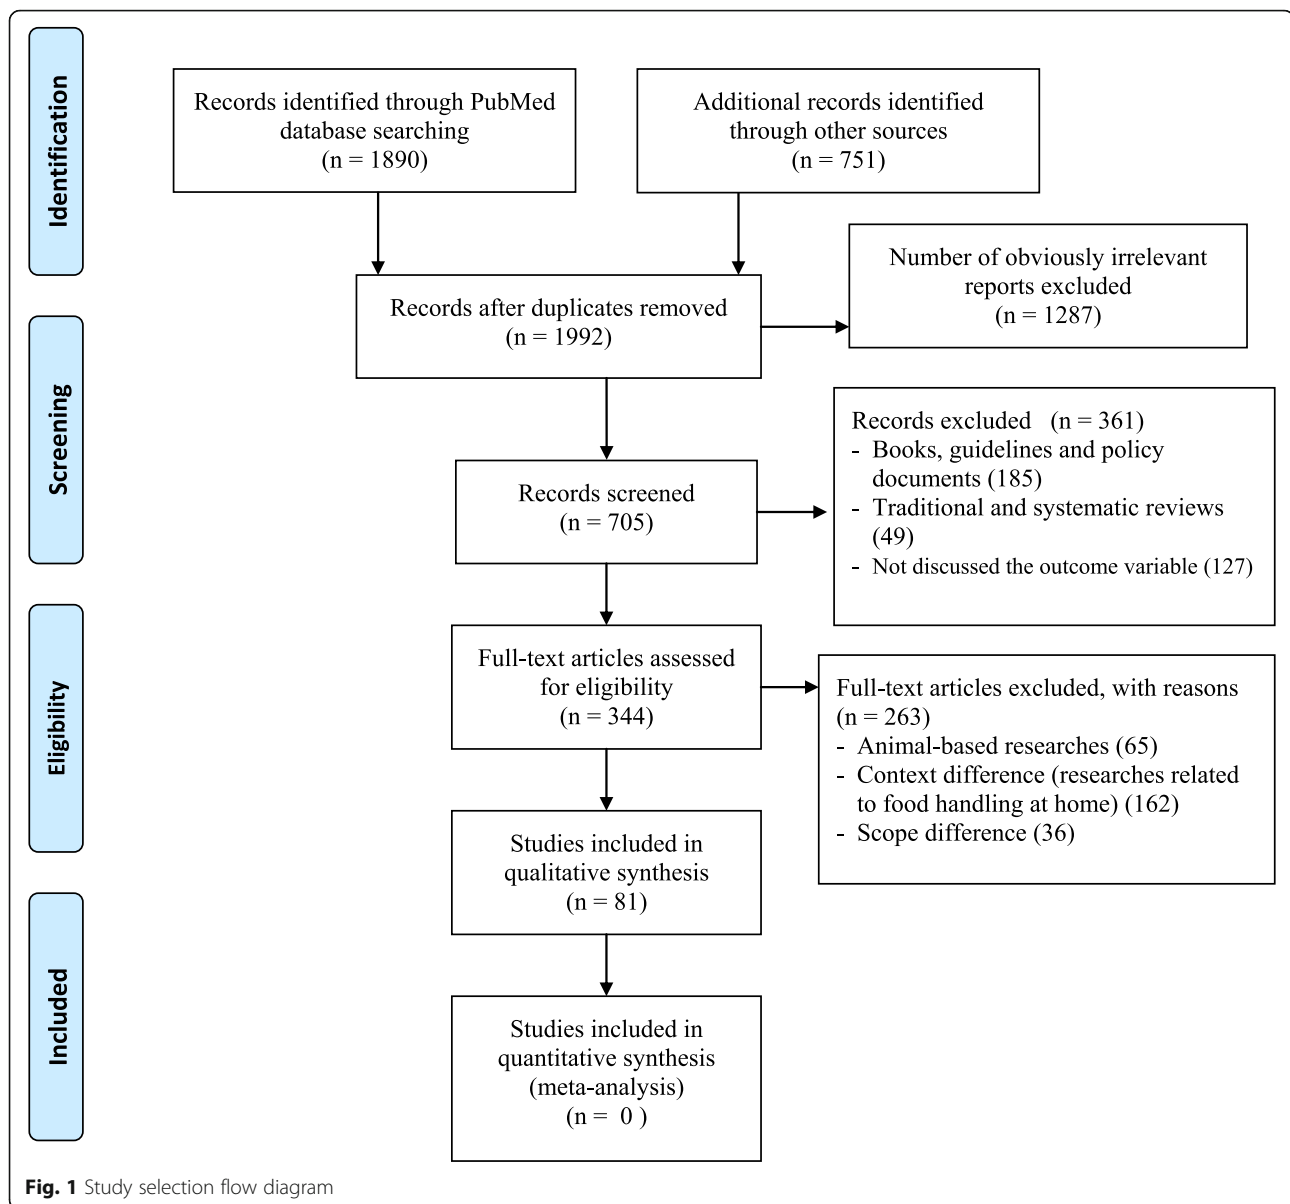 Identification
Records identified through PubMed
database searching
(n = 1890)
Additional records identified
through other sources
(n = 751)
Number of obviously irrelevant
reports excluded
(n = 1287)
Records after duplicates removed
(n = 1992)
Screening
Records excluded (n = 361)
- Books, guidelines and policy
documents (185)
- Traditional and systematic reviews
(49)
- Not discussed the outcome variable (127)
Records screened
(n = 705)
Eligibility
Full-text articles assessed
for eligibility
(n = 344)
Full-text articles excluded, with reasons
(n = 263)
- Animal-based researches (65)
- Context difference (researches related
to food handling at home) (162)
- Scope difference (36)
Studies included in
qualitative synthesis
(n = 81)
Included
Studies included in
quantitative synthesis
(meta-analysis)
(n = 0 )
Fig. 1 Study selection flow diagram